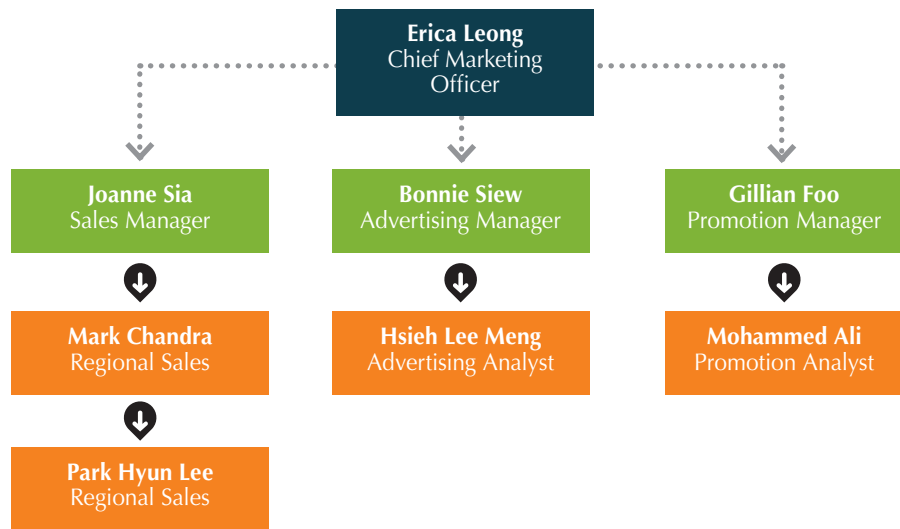 Erica Leong
Chief Marketing
Officer
Joanne Sia
Sales Manager
Bonnie Siew
Advertising Manager
Gillian Foo
Promotion Manager
Mark Chandra
Regional Sales
Hsieh Lee Meng
Advertising Analyst
Mohammed Ali
Promotion Analyst
Park Hyun Lee
Regional Sales